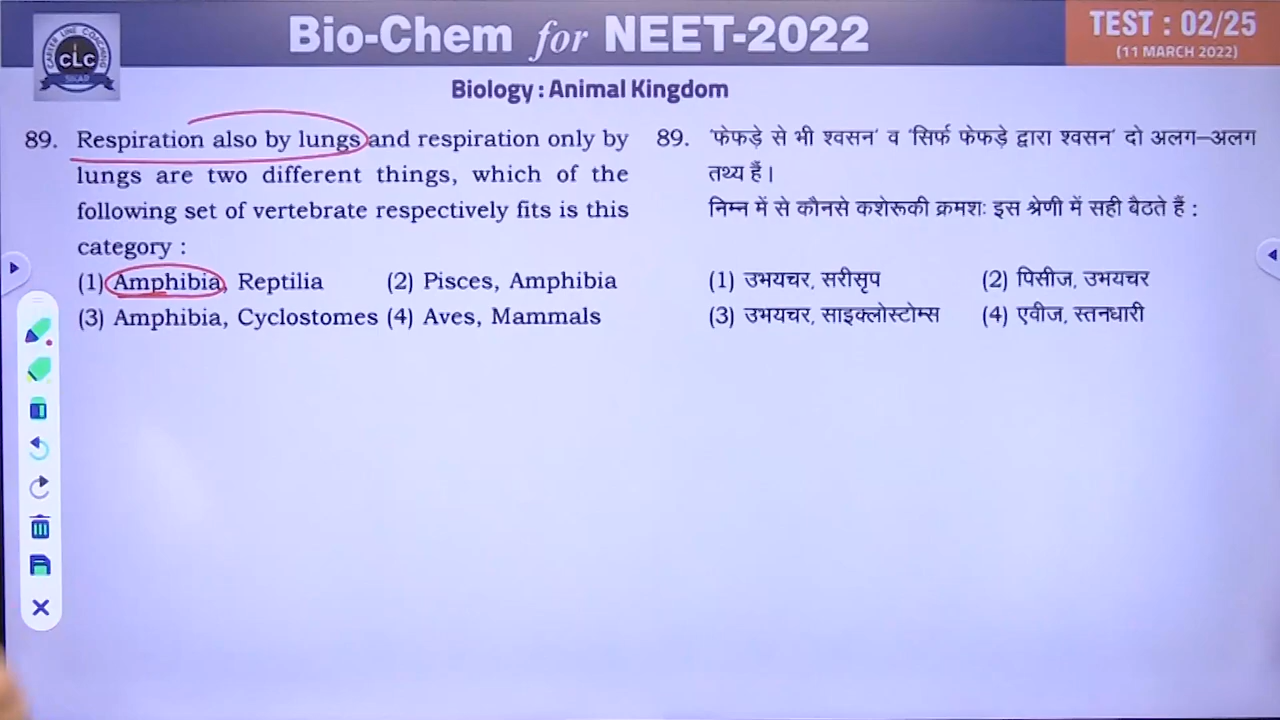 Bio-Chem for NEET-2022
TEST : 02/25
(11 MARCH 2022)
CAREER LINE COACHING
CLC
SIKAR
Biology : Animal Kingdom
89. Respiration also by lungs and respiration only by
lungs are two different things, which of the
following set of vertebrate respectively fits is this
category :
(1) Amphibia, Reptilia (2) Pisces, Amphibia
(3) Amphibia, Cyclostomes (4) Aves, Mammals
89. 'फेफड़े से भी श्वसन' व 'सिर्फ फेफड़े द्वारा श्वसन' दो अलग–अलग
तथ्य हैं।
निम्न में से कौनसे कशेरूकी क्रमशः इस श्रेणी में सही बैठते हैं :
(1) उभयचर, सरीसृप (2) पिसीज, उभयचर
(3) उभयचर, साइक्लोस्टोम्स (4) एवीज, स्तनधारी